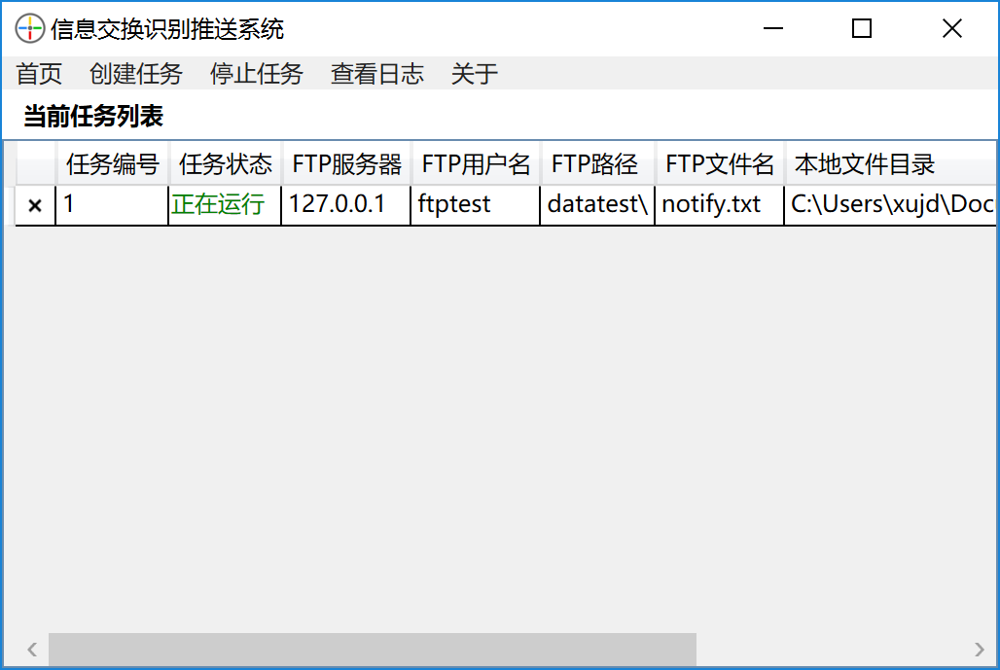 信息交换识别推送系统
首页 创建任务 停止任务 查看日志 关于
当前任务列表
任务编号 任务状态 FTP服务器 FTP用户名 FTP路径 FTP文件名 本地文件目录
1 正在运行 127.0.0.1 ftptest datatest\ notify.txt C:\Users\xujd\Doc